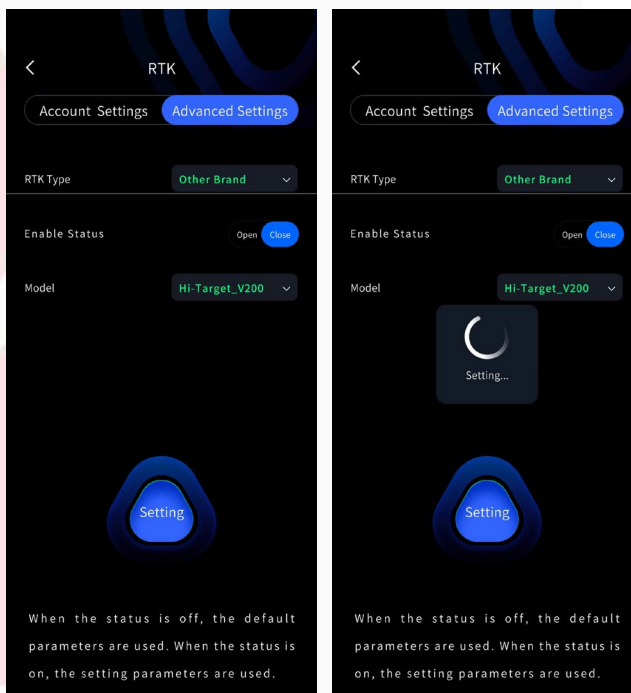 RTK
Account Settings Advanced Settings
RTK Type Other Brand
Enable Status Open Close
Model Hi-Target_V200
Setting
When the status is off, the default
parameters are used. When the status is
on, the setting parameters are used.
RTK
Account Settings Advanced Settings
RTK Type Other Brand
Enable Status Open Close
Model Hi-Target_V200
Setting...
Setting
When the status is off, the default
parameters are used. When the status is
on, the setting parameters are used.